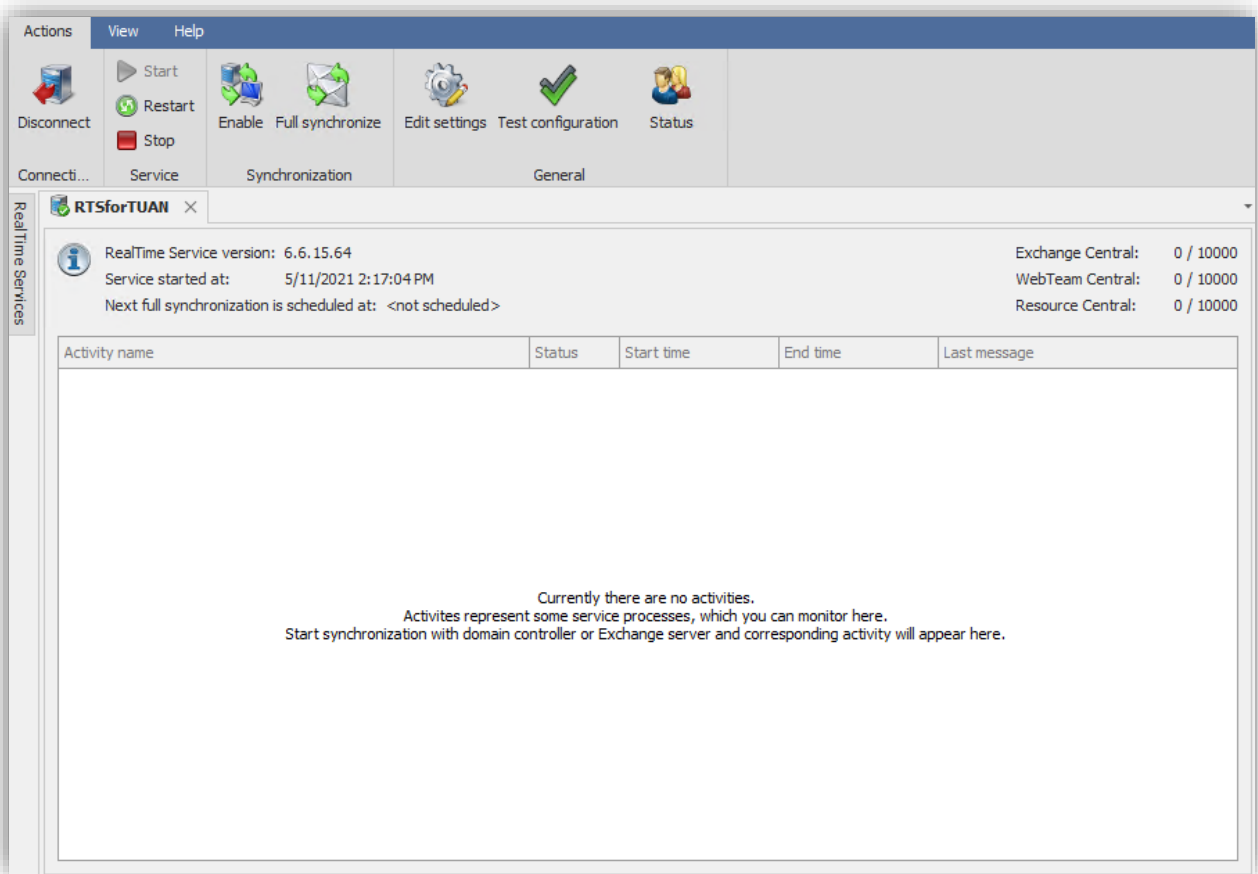 Actions View Help
Start
Restart
Stop
Disconnect
Enable Full synchronize
Edit settings Test configuration Status
Connecti... Service Synchronization General
RealTime Services
RTSforTUAN
RealTime Service version: 6.6.15.64
Service started at: 5/11/2021 2:17:04 PM
Next full synchronization is scheduled at: <not scheduled>
Exchange Central: 0 / 10000
WebTeam Central: 0 / 10000
Resource Central: 0 / 10000
Activity name Status Start time End time Last message
Currently there are no activities.
Activites represent some service processes, which you can monitor here.
Start synchronization with domain controller or Exchange server and corresponding activity will appear here.